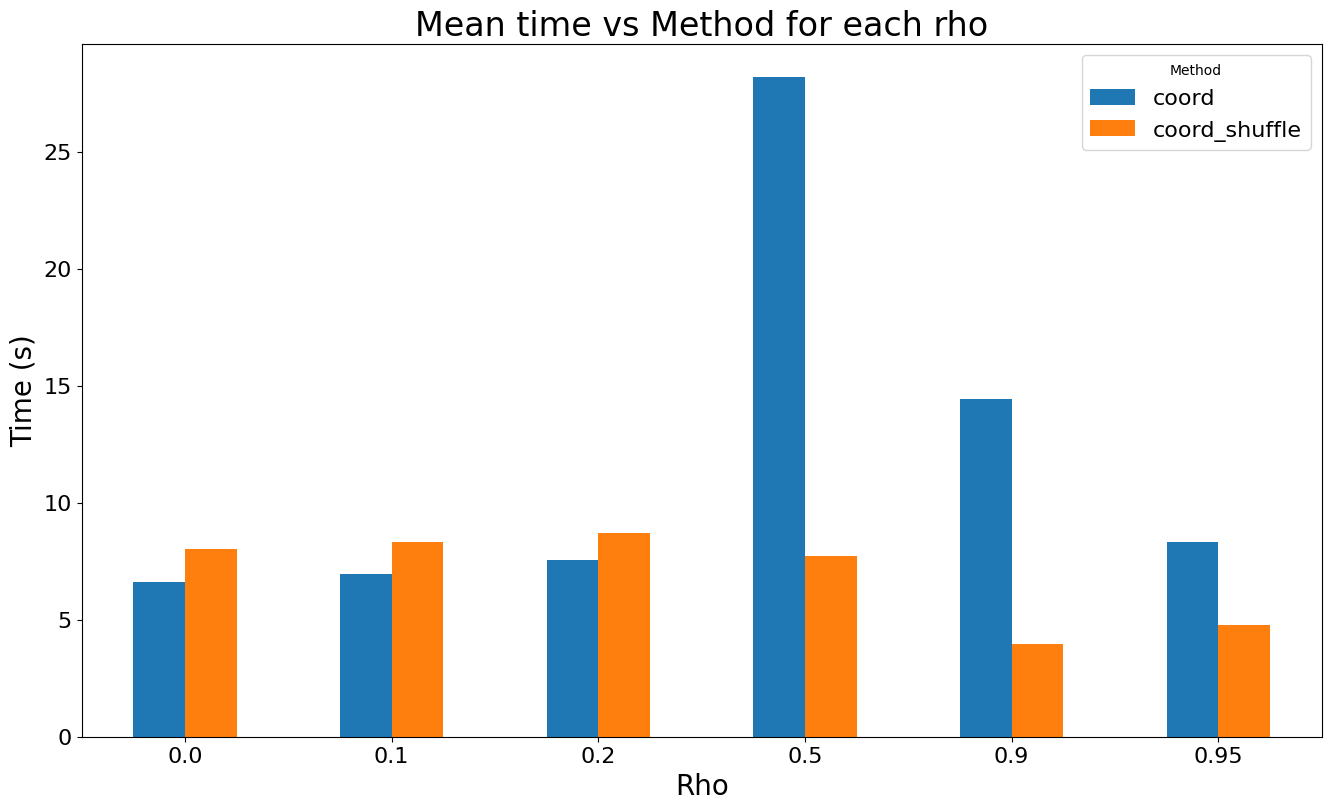 Mean time vs Method for each rho
Method
coord
coord_shuffle
Time (s)
25
20
15
10
5
0
0.0 0.1 0.2 0.5 0.9 0.95
Rho